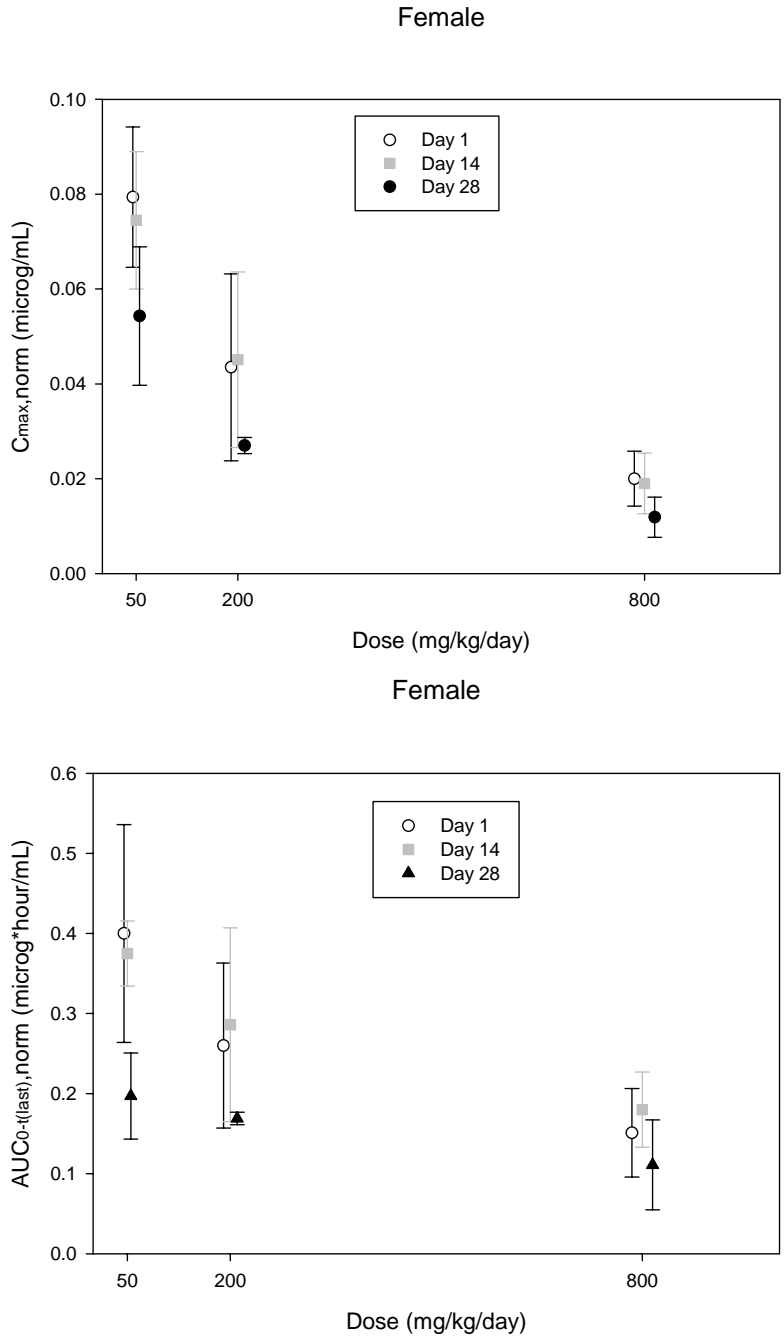 Female
0.10
0.08
0.06
0.04
0.02
0.00
Cmax,norm (microg/mL)
Day 1
Day 14
Day 28
50 200 800
Dose (mg/kg/day)
Female
0.6
0.5
0.4
0.3
0.2
0.1
0.0
AUC0-t(last),norm (microg*hour/mL)
Day 1
Day 14
Day 28
50 200 800
Dose (mg/kg/day)